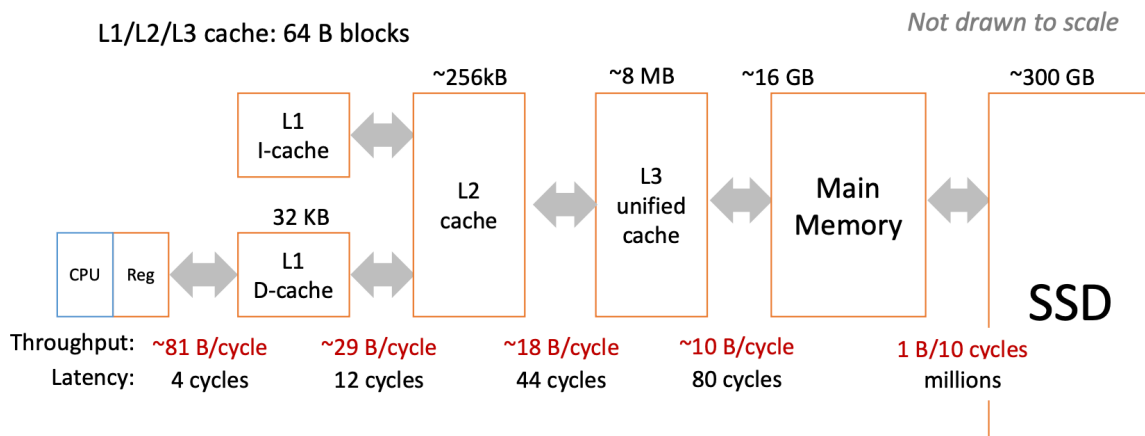 L1/L2/L3 cache: 64 B blocks
Not drawn to scale
~256kB
~8 MB
~16 GB
~300 GB
L1
I-cache
L2
cache
L3
unified
cache
Main
Memory
32 KB
CPU
Reg
L1
D-cache
SSD
Throughput: ~81 B/cycle ~29 B/cycle ~18 B/cycle ~10 B/cycle 1 B/10 cycles
Latency: 4 cycles 12 cycles 44 cycles 80 cycles millions